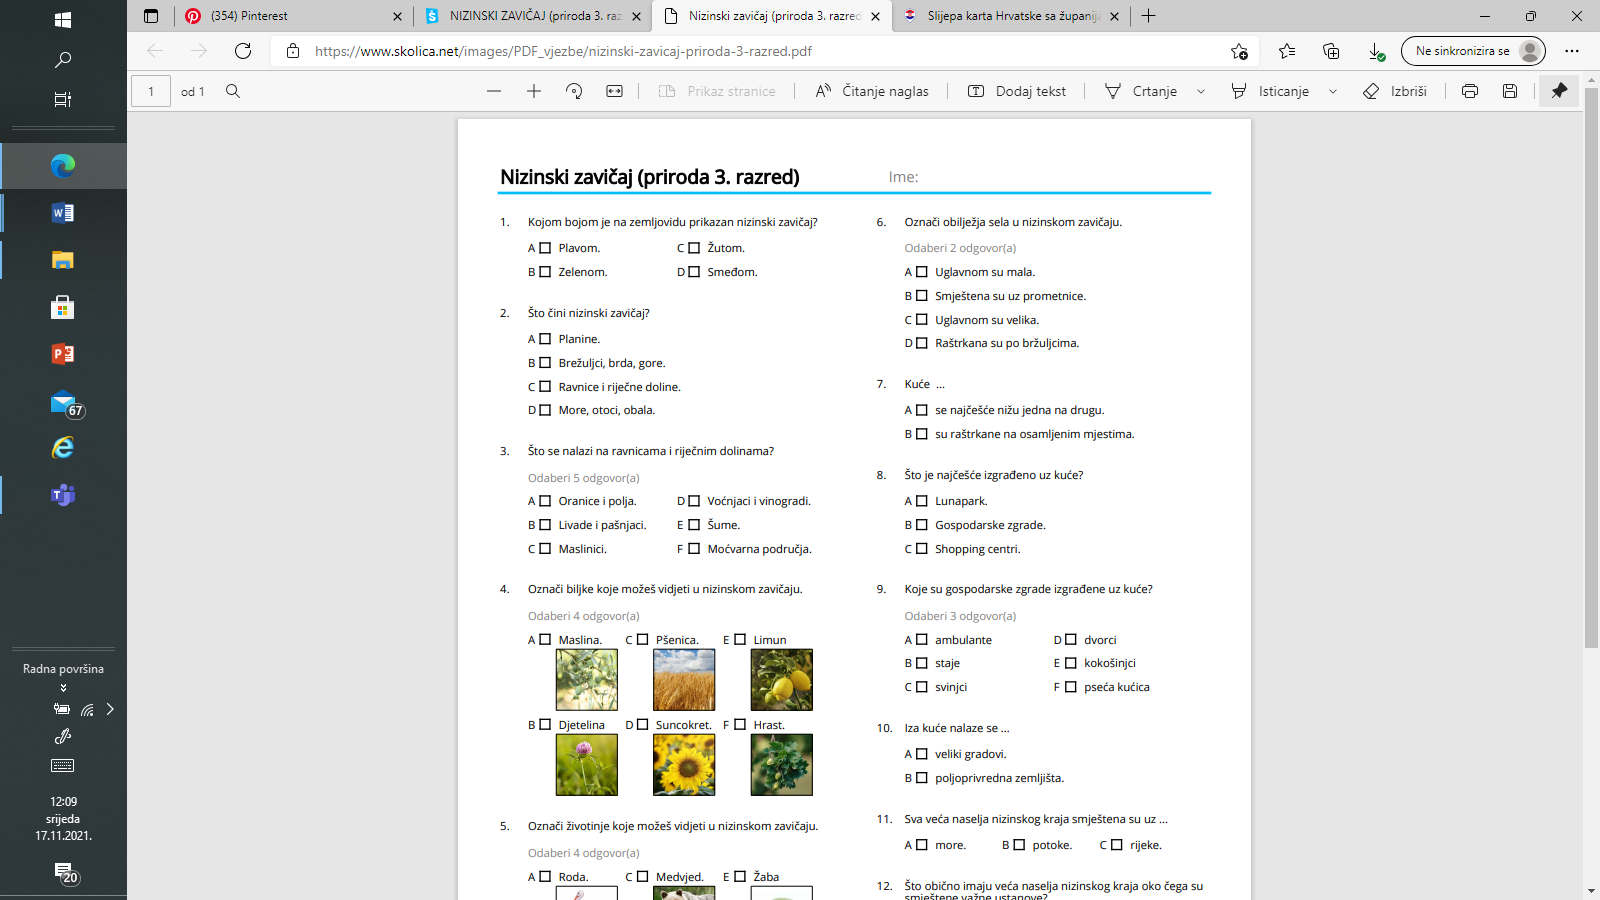 (354) Pinterest
NIZINSKI ZAVIČAJ (priroda 3. raz
Nizinski zavičaj (priroda 3. razred
Slijepa karta Hrvatske sa županija
https://www.skolica.net/images/PDF_vjezbe/nizinski-zavicaj-priroda-3-razred.pdf
Ne sinkronizira se
1 od 1
Prikaz stranice
Čitanje naglas
Dodaj tekst
Crtanje
Isticanje
Izbriši
67
Radna površina
12:09
srijeda
17.11.2021.
20
Nizinski zavičaj (priroda 3. razred)
Ime:
1. Kojom bojom je na zemljovidu prikazan nizinski zavičaj?
A Plavom. C Žutom.
B Zelenom. D Smeđom.
2. Što čini nizinski zavičaj?
A Planine.
B Brežuljci, brda, gore.
C Ravnice i riječne doline.
D More, otoci, obala.
3. Što se nalazi na ravnicama i riječnim dolinama?
Odaberi 5 odgovor(a)
A Oranice i polja. D Voćnjaci i vinogradi.
B Livade i pašnjaci. E Šume.
C Maslinici. F Močvarna područja.
4. Označi biljke koje možeš vidjeti u nizinskom zavičaju.
Odaberi 4 odgovor(a)
A Maslina. C Pšenica. E Limun
B Djetelina D Suncokret. F Hrast.
5. Označi životinje koje možeš vidjeti u nizinskom zavičaju.
Odaberi 4 odgovor(a)
A Roda. C Medvjed. E Žaba
6. Označi obilježja sela u nizinskom zavičaju.
Odaberi 2 odgovor(a)
A Uglavnom su mala.
B Smještena su uz prometnice.
C Uglavnom su velika.
D Raštrkana su po bržuljcima.
7. Kuće ...
A se najčešće nižu jedna na drugu.
B su raštrkane na osamljenim mjestima.
8. Što je najčešće izgrađeno uz kuće?
A Lunapark.
B Gospodarske zgrade.
C Shopping centri.
9. Koje su gospodarske zgrade izgrađene uz kuće?
Odaberi 3 odgovor(a)
A ambulante D dvorci
B staje E kokošinjci
C svinjci F pseća kućica
10. Iza kuće nalaze se ...
A veliki gradovi.
B poljoprivredna zemljišta.
11. Sva veća naselja nizinskog kraja smještena su uz ...
A more. B potoke. C rijeke.
12. Što obično imaju veća naselja nizinskog kraja oko čega su
smještene važne ustanove?